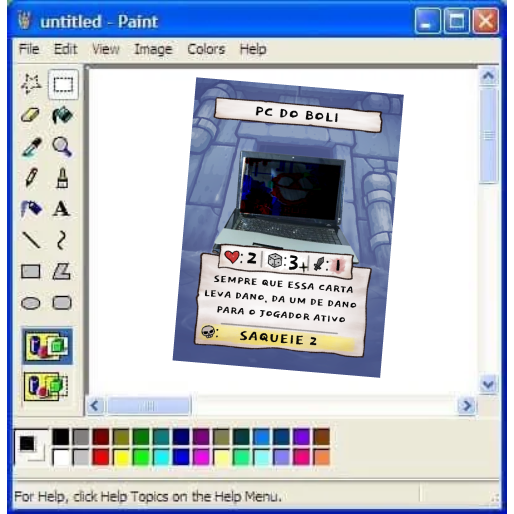 untitled - Paint
File Edit View Image Colors Help
PC DO BOLI
A
:2 :3+ :1
SEMPRE QUE ESSA CARTA
LEVA DANO, DA UM DE DANO
PARA O JOGADOR ATIVO
: SAQUEIE 2
For Help, click Help Topics on the Help Menu.